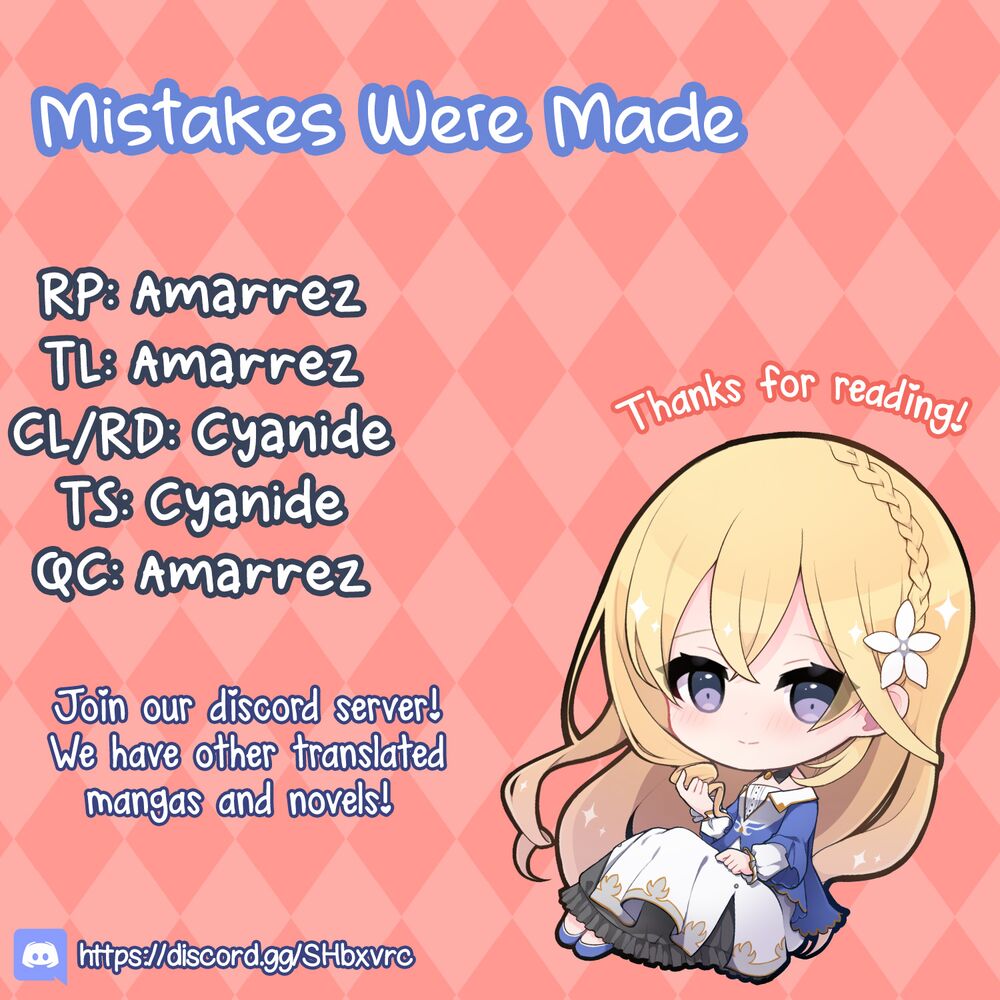 Mistakes Were Made
RP: Amarrez
TL: Amarrez
CL/RD: Cyanide
TS: Cyanide
QC: Amarrez
Thanks for reading!
Join our discord server!
We have other translated
mangas and novels!
https://discord.gg/SHbxvrc